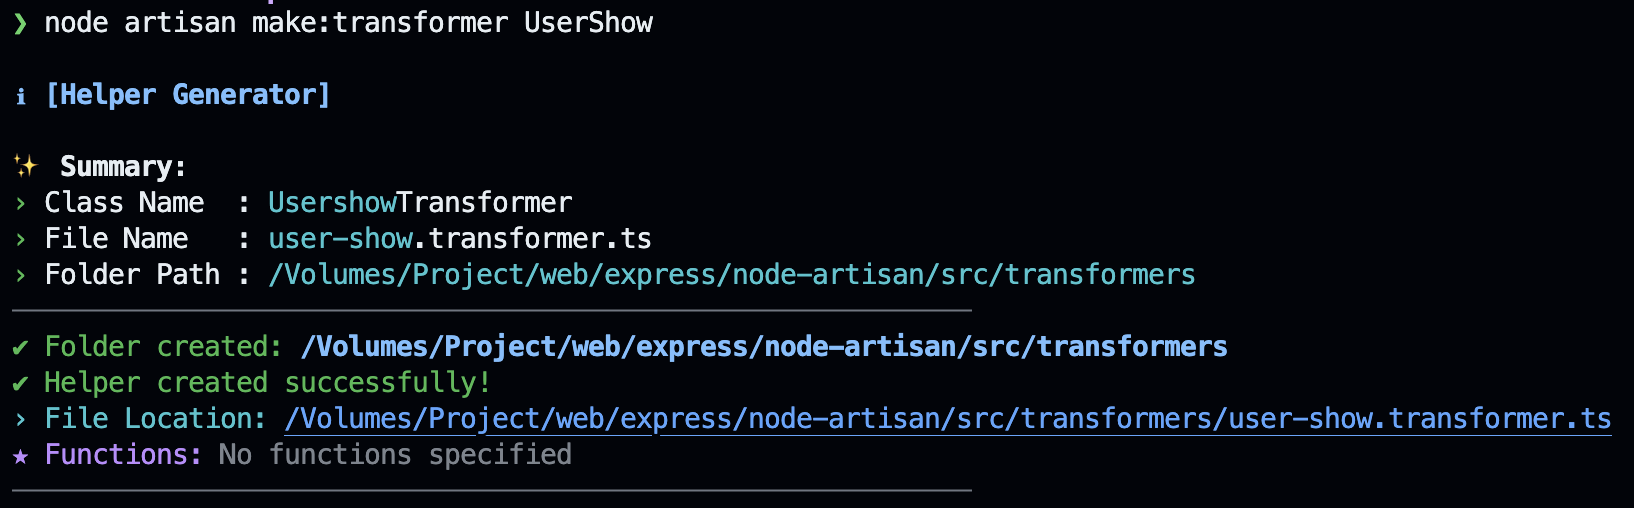 ❯ node artisan make:transformer UserShow
ℹ [Helper Generator]
✨ Summary:
› Class Name  : UsershowTransformer
› File Name   : user-show.transformer.ts
› Folder Path : /Volumes/Project/web/express/node-artisan/src/transformers
✔ Folder created: /Volumes/Project/web/express/node-artisan/src/transformers
✔ Helper created successfully!
› File Location: /Volumes/Project/web/express/node-artisan/src/transformers/user-show.transformer.ts
★ Functions: No functions specified